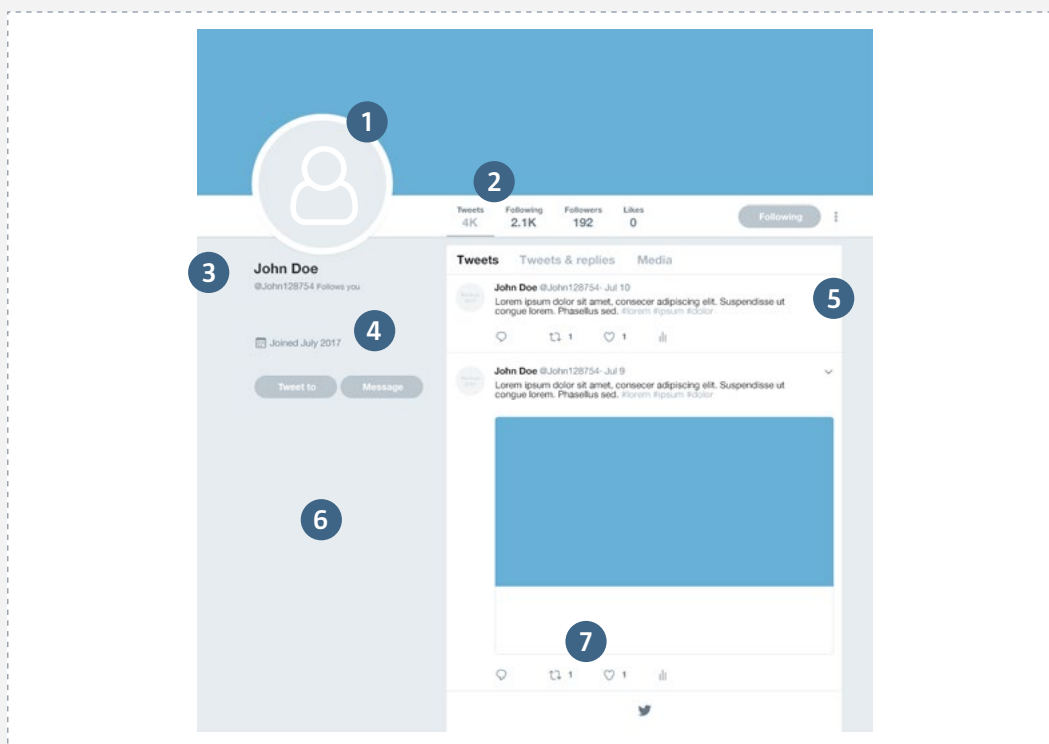 1
2
Tweets Following Followers Likes
4K 2.1K 192 0
Following
3
John Doe
@John128754 Follows you
4
Joined July 2017
Tweet to Message
6
Tweets Tweets & replies Media
John Doe @John128754- Jul 10
5
Lorem ipsum dolor sit amet, consecer adipiscing elit. Suspendisse ut
congue lorem. Phasellus sed. #lorem #ipsum #dolor
1 1
John Doe @John128754- Jul 9
Lorem ipsum dolor sit amet, consecer adipiscing elit. Suspendisse ut
congue lorem. Phasellus sed. #lorem #ipsum #dolor
7
1 1